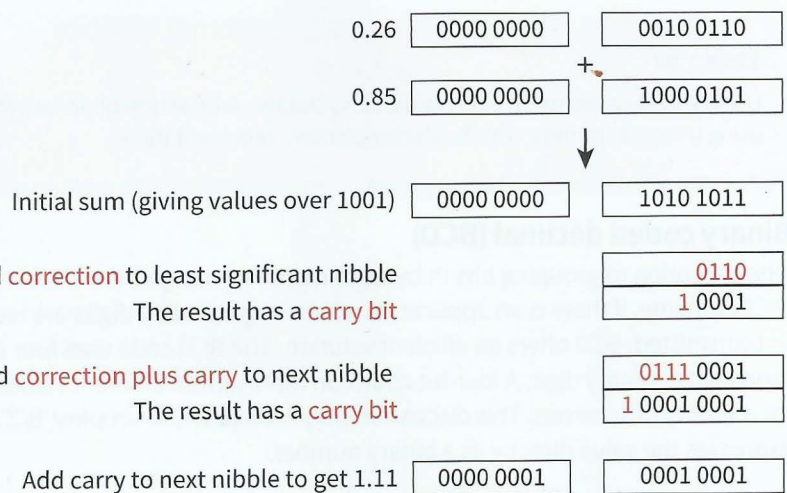 0.26 0000 0000 0010 0110
+
0.85 0000 0000 1000 0101
Initial sum (giving values over 1001) 0000 0000 1010 1011
correction to least significant nibble 0110
The result has a carry bit 1 0001
correction plus carry to next nibble 0111 0001
The result has a carry bit 1 0001 0001
Add carry to next nibble to get 1.11 0000 0001 0001 0001